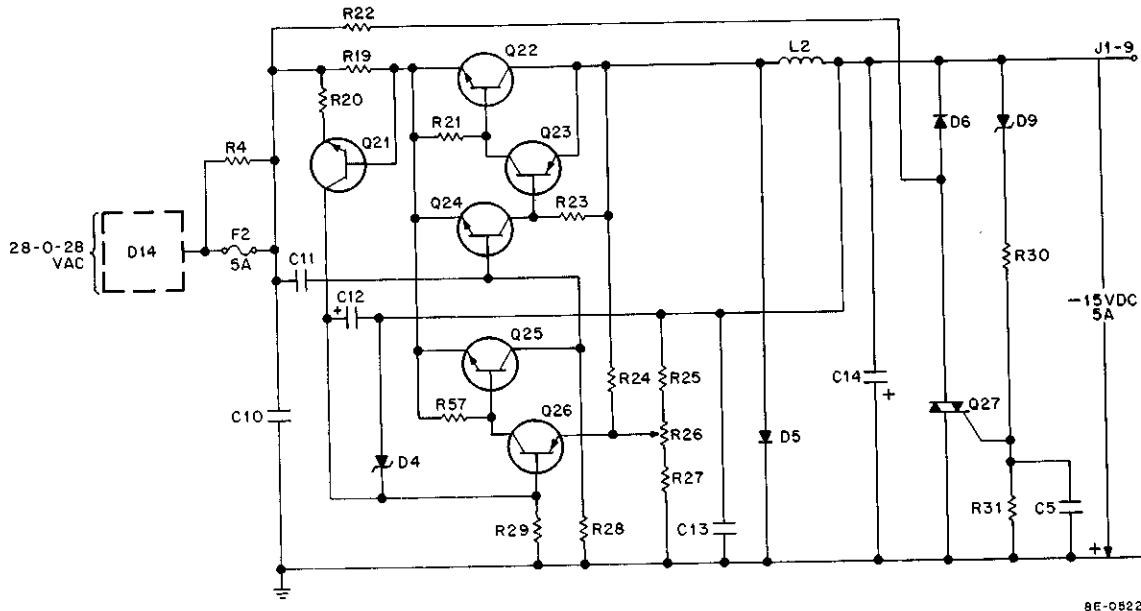 R22
Q22
L2
J1-9
R19
R20
R21
Q23
D6
D9
Q21
R4
Q24
R23
28-0-28
VAC
D14
F2
5A
C11
R30
C12
+
-15VDC
5A
Q25
R24
R25
C14
+
C10
R57
Q26
R26
Q27
D4
R27
D5
R29
R28
C13
R31
C5
+
8E-0522